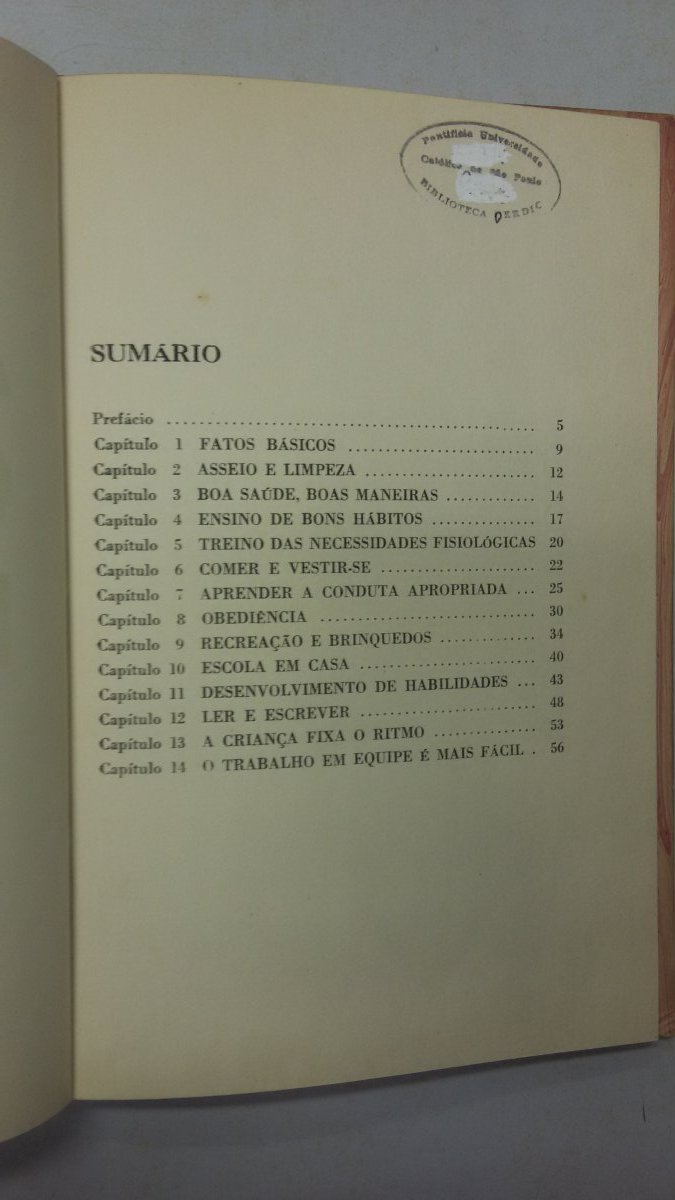 Pontifícia Universidade
Católica de São Paulo
BIBLIOTECA DERDIC
SUMÁRIO
Prefácio ........................................................ 5
Capítulo 1 FATOS BÁSICOS ............................ 9
Capítulo 2 ASSEIO E LIMPEZA ......................... 12
Capítulo 3 BOA SAÚDE, BOAS MANEIRAS ............. 14
Capítulo 4 ENSINO DE BONS HÁBITOS ............... 17
Capítulo 5 TREINO DAS NECESSIDADES FISIOLÓGICAS 20
Capítulo 6 COMER E VESTIR-SE ....................... 22
Capítulo 7 APRENDER A CONDUTA APROPRIADA ... 25
Capítulo 8 OBEDIÊNCIA ................................ 30
Capítulo 9 RECREAÇÃO E BRINQUEDOS .............. 34
Capítulo 10 ESCOLA EM CASA .......................... 40
Capítulo 11 DESENVOLVIMENTO DE HABILIDADES ... 43
Capítulo 12 LER E ESCREVER .......................... 48
Capítulo 13 A CRIANÇA FIXA O RITMO ............... 53
Capítulo 14 O TRABALHO EM EQUIPE É MAIS FÁCIL . 56